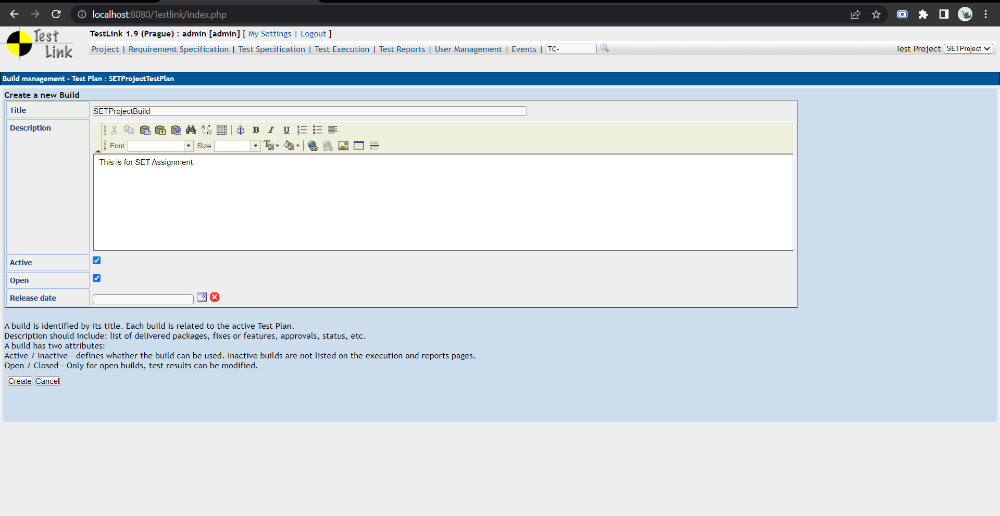 localhost:8080/Testlink/index.php
Test Link
TestLink 1.9 (Prague) : admin [admin] [ My Settings | Logout ]
Project | Requirement Specification | Test Specification | Test Execution | Test Reports | User Management | Events | TC-
Test Project SETProject
Build management - Test Plan : SETProjectTestPlan
Create a new Build
Title SETProjectBuild
Description
B I U
Font Size
This is for SET Assignment
Active
Open
Release date
A build is identified by its title. Each build is related to the active Test Plan.
Description should include: list of delivered packages, fixes or features, approvals, status, etc.
A build has two attributes:
Active / Inactive - defines whether the build can be used. Inactive builds are not listed on the execution and reports pages.
Open / Closed - Only for open builds, test results can be modified.
Create Cancel